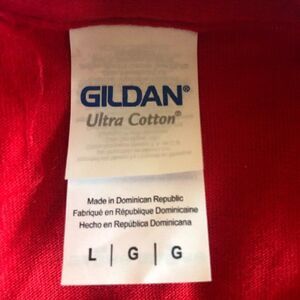 GILDAN®
Ultra Cotton®
Made in Dominican Republic
Fabriqué en République Dominicaine
Hecho en República Dominicana
L | G | G